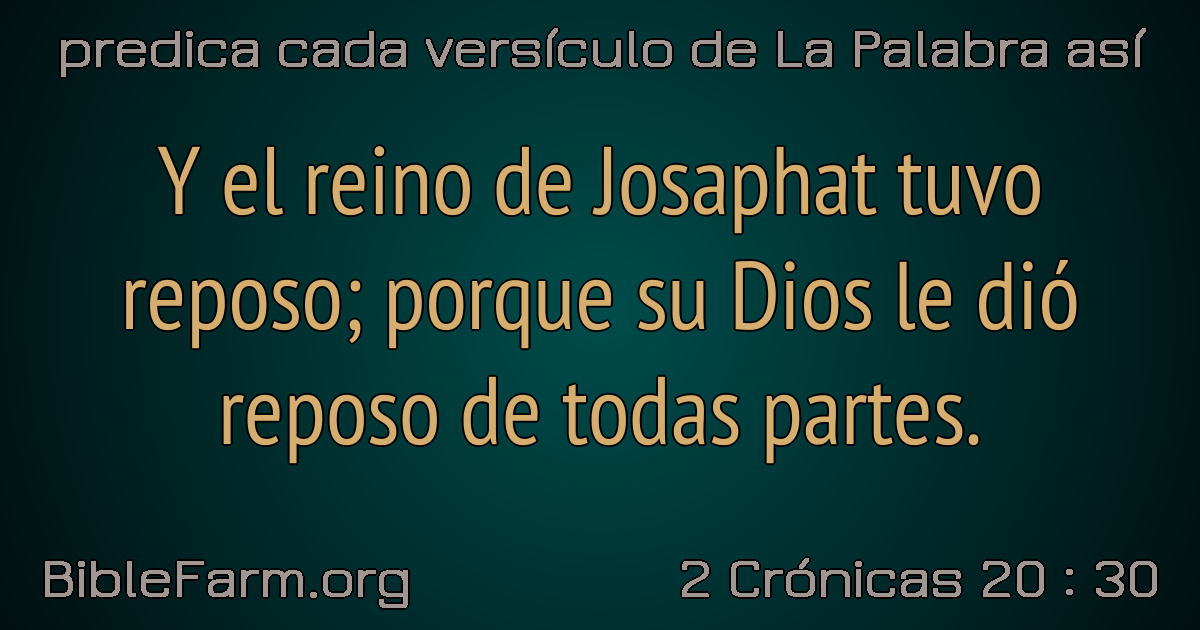 predica cada versículo de La Palabra así
Y el reino de Josaphat tuvo
reposo; porque su Dios le dió
reposo de todas partes.
BibleFarm.org
2 Crónicas 20 : 30